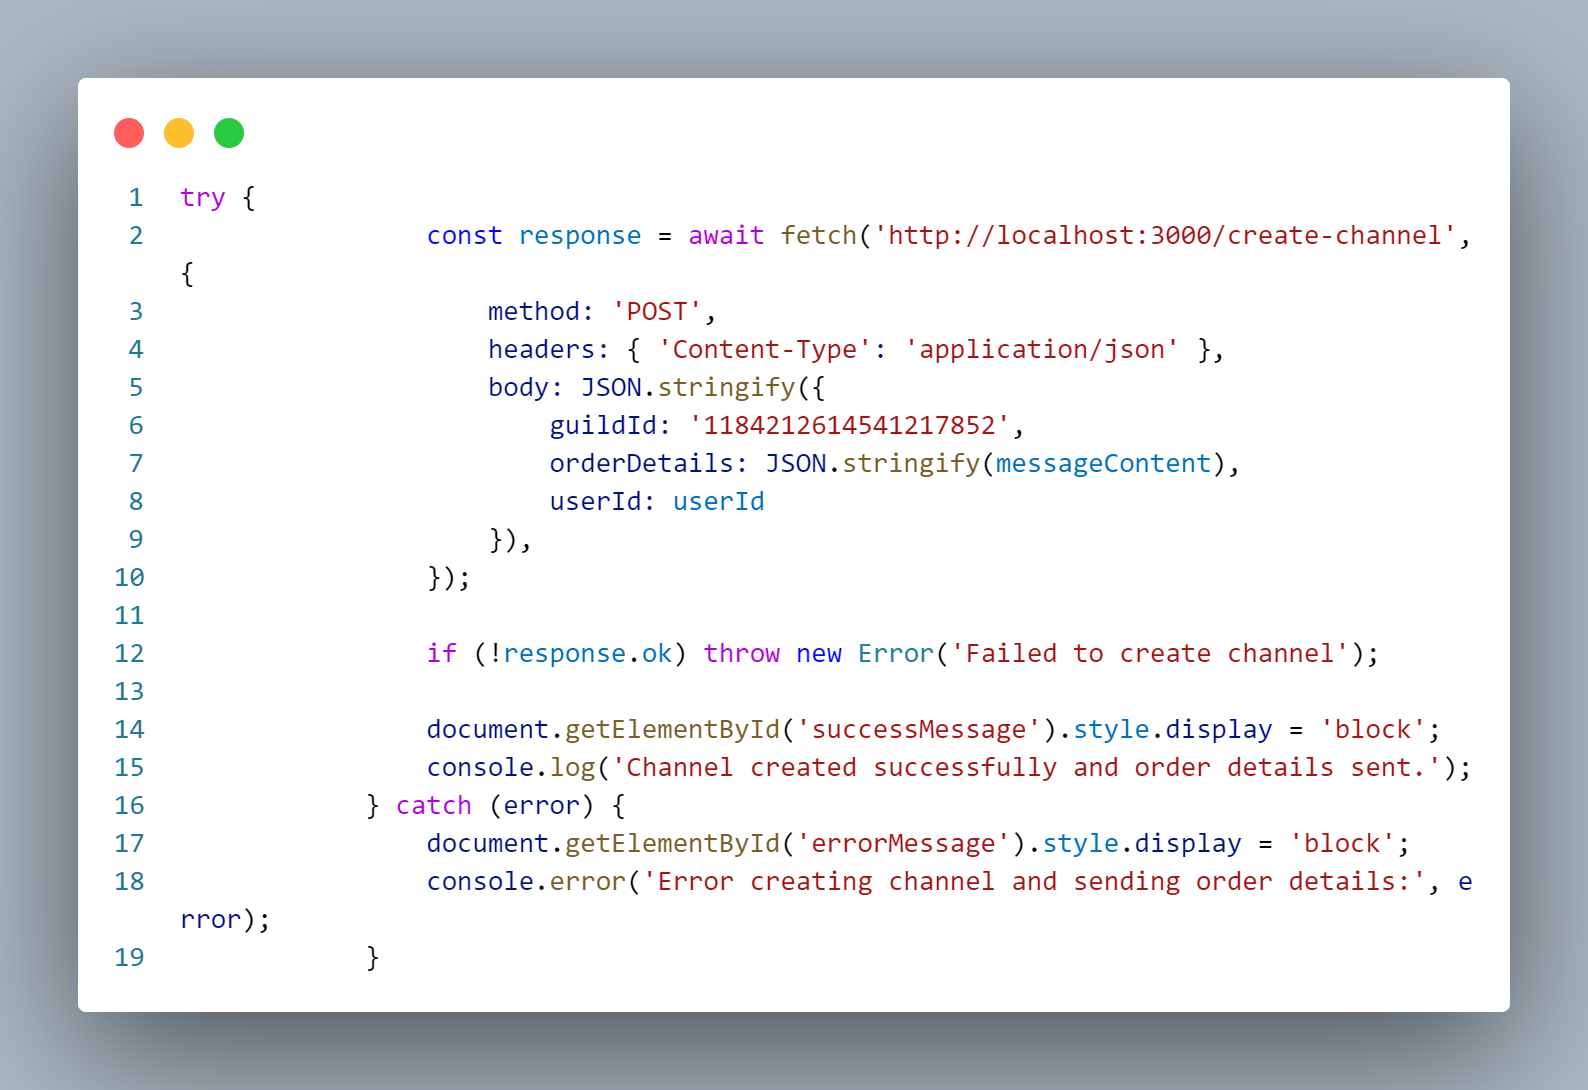 1 try {
2 const response = await fetch('http://localhost:3000/create-channel',
{
3 method: 'POST',
4 headers: { 'Content-Type': 'application/json' },
5 body: JSON.stringify({
6 guildId: '1184212614541217852',
7 orderDetails: JSON.stringify(messageContent),
8 userId: userId
9 }),
10 });
11
12 if (!response.ok) throw new Error('Failed to create channel');
13
14 document.getElementById('successMessage').style.display = 'block';
15 console.log('Channel created successfully and order details sent.');
16 } catch (error) {
17 document.getElementById('errorMessage').style.display = 'block';
18 console.error('Error creating channel and sending order details:', e
rror);
19 }